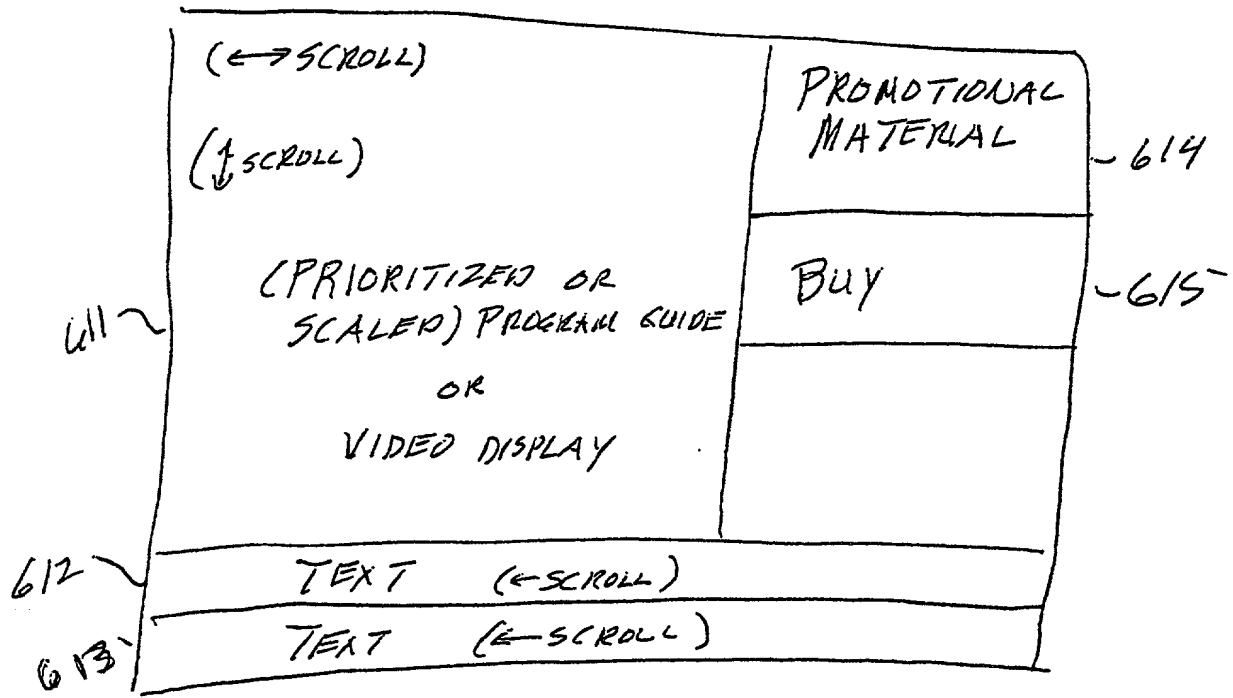 (↔ SCROLL)
(↕ SCROLL)
(PRIORITIZED OR
SCALED) PROGRAM GUIDE
OR
VIDEO DISPLAY
PROMOTIONAL
MATERIAL
614
BUY
615
611
612
TEXT (← SCROLL)
613
TEXT (← SCROLL)